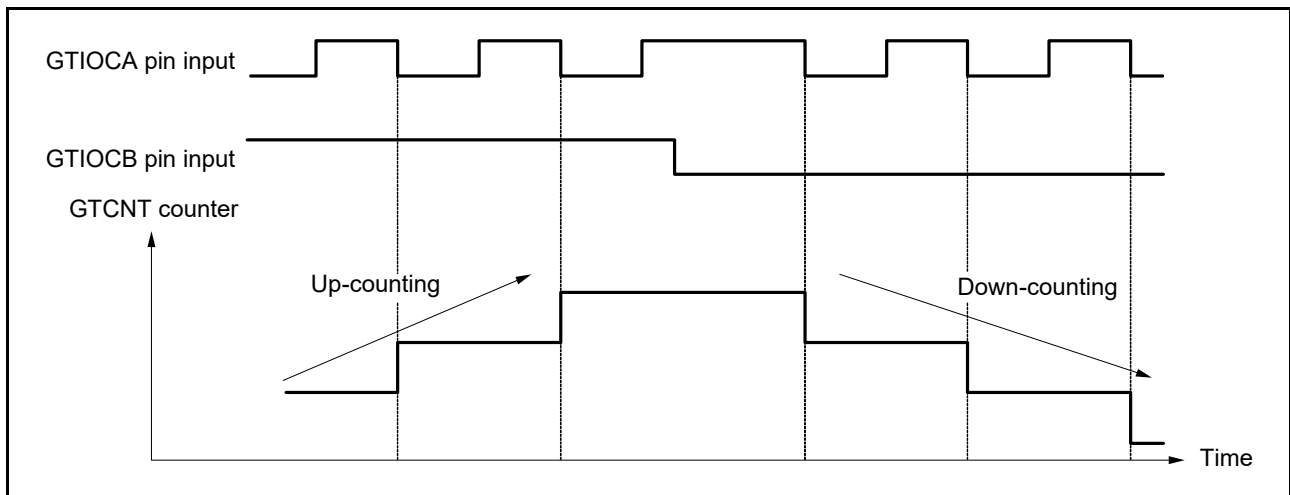 GTIOCA pin input
GTIOCB pin input
GTCNT counter
Up-counting
Down-counting
Time